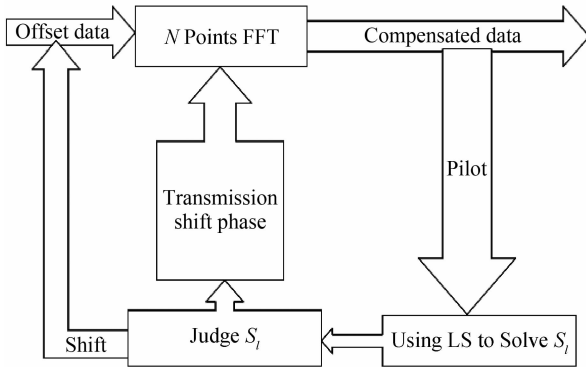 Offset data
N Points FFT
Compensated data
Transmission
shift phase
Pilot
Shift
Judge S_l
Using LS to Solve S_l